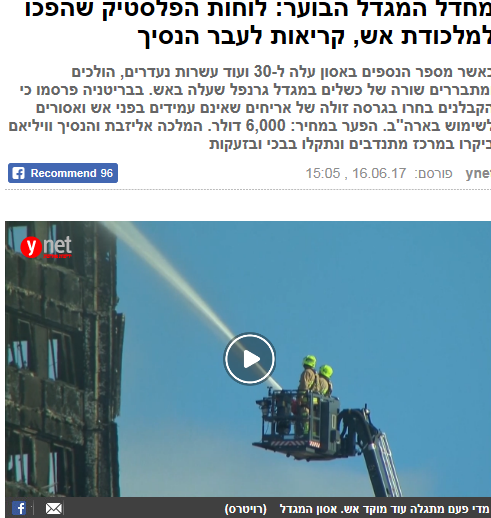 מחדל המגדל הבוער: לוחות הפלסטיק שהפכו
למלכודת אש, קריאות לעבר הנסיך
כאשר מספר הנספים באסון עלה ל-30 ועוד עשרות נעדרים, הולכים
ומתבררים שורה של כשלים במגדל גרנפל שעלה באש. בבריטניה פרסמו כי
הקבלנים בחרו בגרסה זולה של אריחים שאינם עמידים בפני אש ואסורים
לשימוש בארה"ב. הפער במחיר: 6,000 דולר. המלכה אליזבת והנסיך וויליאם
ביקרו במרכז מתנדבים ונתקלו בבכי ובזעקות
ynet פורסם: 16.06.17 , 15:05
Recommend 96
ynet
מדי פעם מתגלה עוד מוקד אש. אסון המגדל (רויטרס)